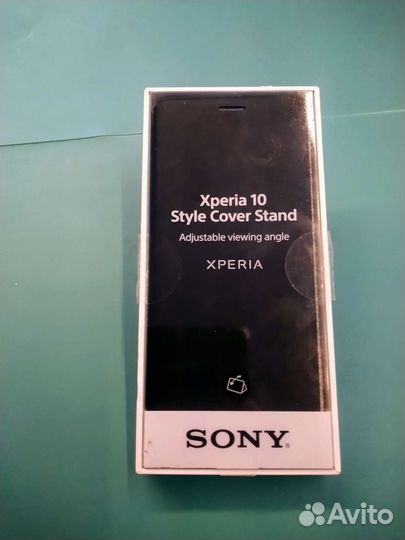 Xperia 10
Style Cover Stand
Adjustable viewing angle
XPERIA
SONY
Avito